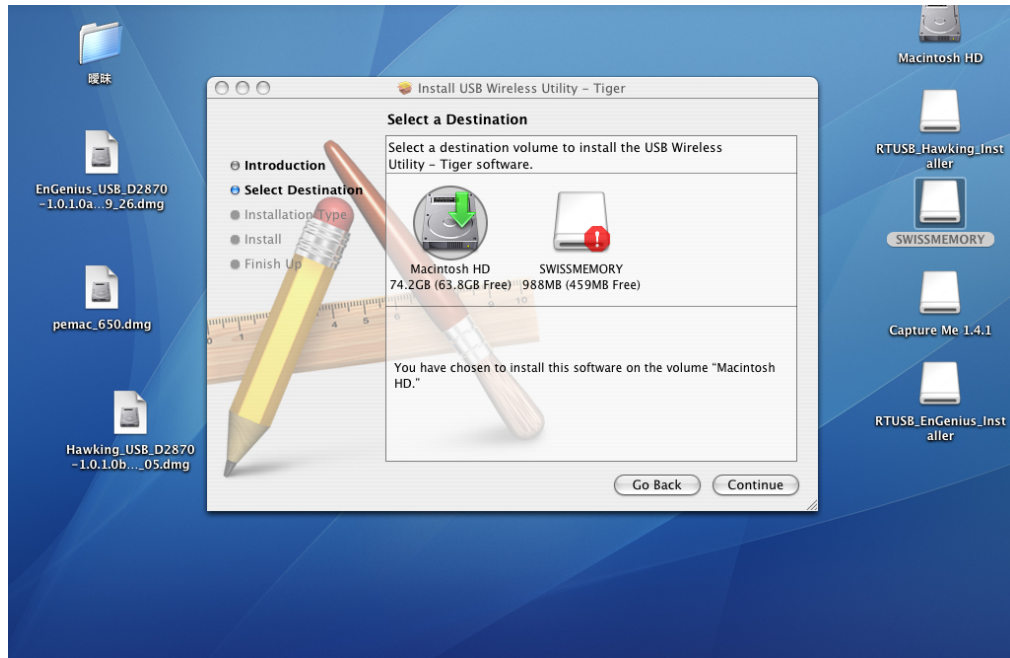 曖昧
EnGenius_USB_D2870
-1.0.1.0a...9_26.dmg
pemac_650.dmg
Hawking_USB_D2870
-1.0.1.0b..._05.dmg
Install USB Wireless Utility – Tiger
Introduction
Select Destination
Installation Type
Install
Finish Up
Select a Destination
Select a destination volume to install the USB Wireless
Utility – Tiger software.
Macintosh HD
74.2GB (63.8GB Free)
SWISSMEMORY
988MB (459MB Free)
You have chosen to install this software on the volume “Macintosh
HD.”
Go Back
Continue
Macintosh HD
RTUSB_Hawking_Inst
aller
SWISSMEMORY
Capture Me 1.4.1
RTUSB_EnGenius_Inst
aller